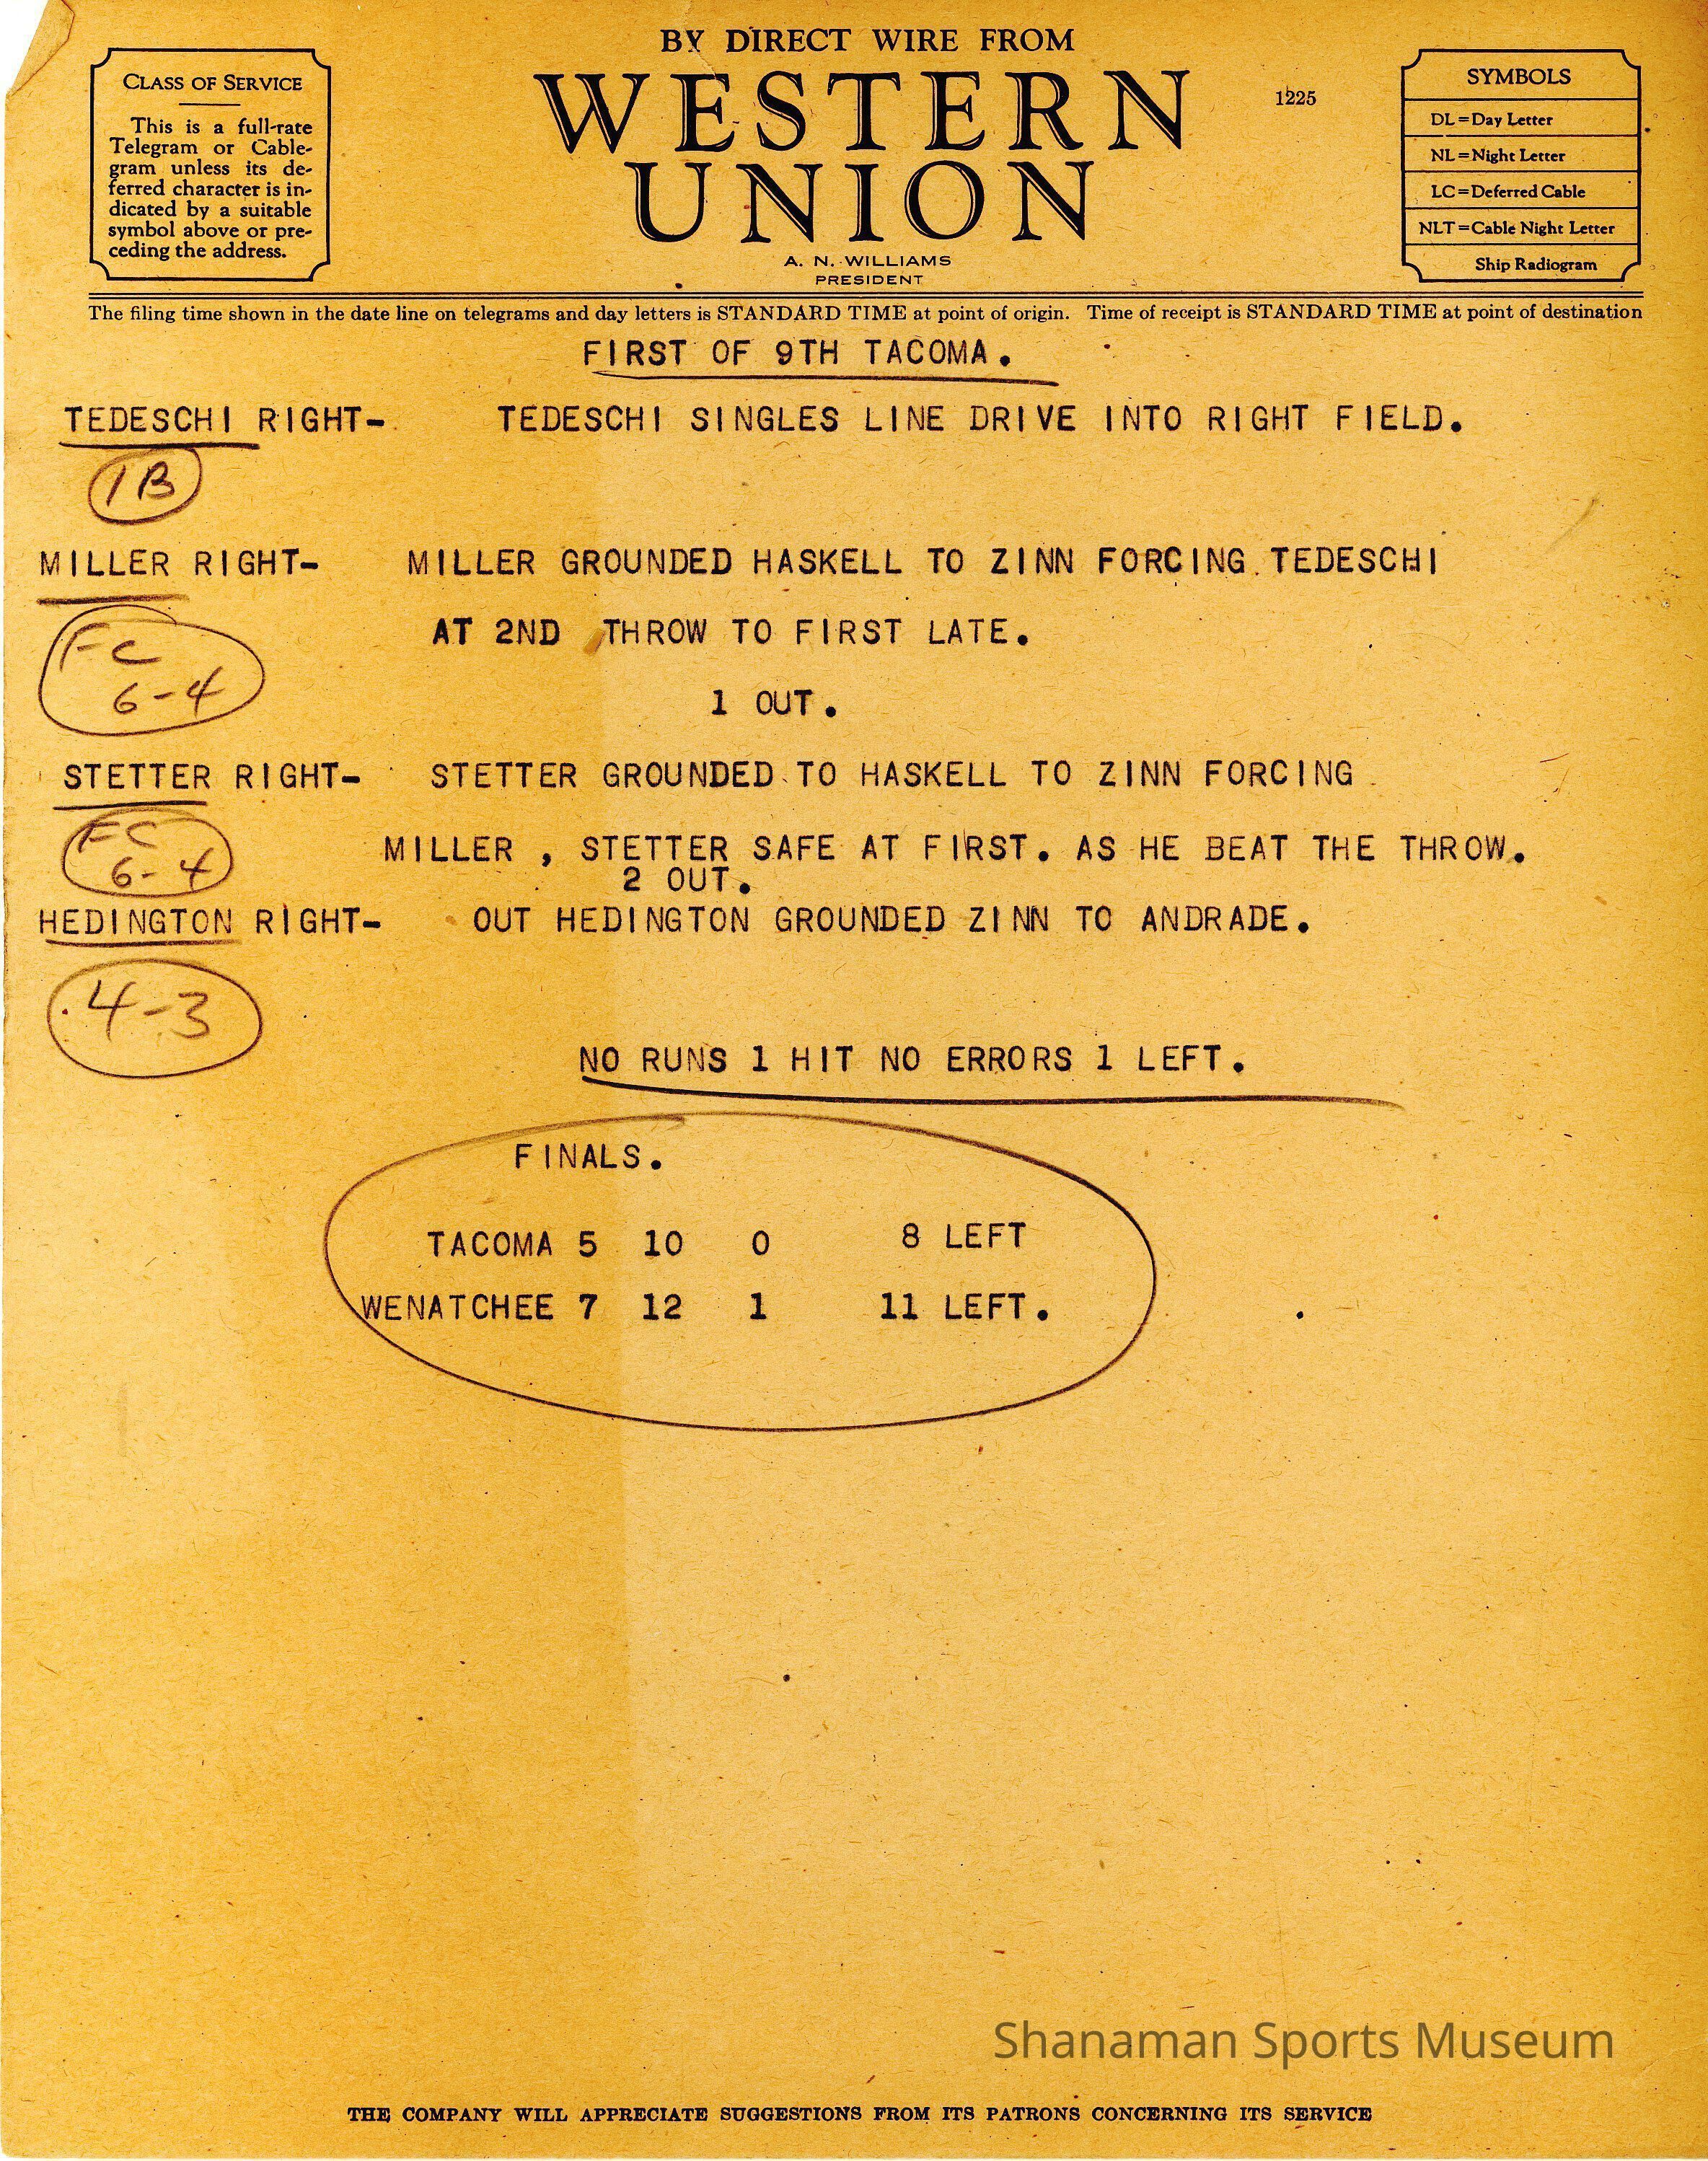 BY DIRECT WIRE FROM
WESTERN
UNION
1225
A. N. WILLIAMS
PRESIDENT
CLASS OF SERVICE
This is a full-rate
Telegram or Cable-
gram unless its de-
ferred character is in-
dicated by a suitable
symbol above or pre-
ceding the address.
SYMBOLS
DL=Day Letter
NL=Night Letter
LC=Deferred Cable
NLT=Cable Night Letter
Ship Radiogram
The filing time shown in the date line on telegrams and day letters is STANDARD TIME at point of origin. Time of receipt is STANDARD TIME at point of destination
FIRST OF 9TH TACOMA.
TEDESCHI RIGHT- TEDESCHI SINGLES LINE DRIVE INTO RIGHT FIELD.
1B
MILLER RIGHT- MILLER GROUNDED HASKELL TO ZINN FORCING TEDESCHI
AT 2ND THROW TO FIRST LATE.
FC
6-4
1 OUT.
STETTER RIGHT- STETTER GROUNDED TO HASKELL TO ZINN FORCING
FC
MILLER , STETTER SAFE AT FIRST. AS HE BEAT THE THROW.
6-4
2 OUT.
HEDINGTON RIGHT- OUT HEDINGTON GROUNDED ZINN TO ANDRADE.
4-3
NO RUNS 1 HIT NO ERRORS 1 LEFT.
FINALS.
TACOMA 5 10 0 8 LEFT
WENATCHEE 7 12 1 11 LEFT.
Shanaman Sports Museum
THE COMPANY WILL APPRECIATE SUGGESTIONS FROM ITS PATRONS CONCERNING ITS SERVICE